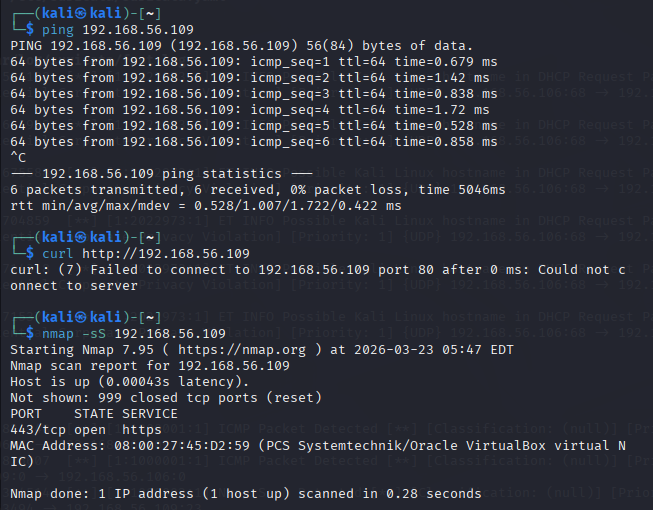 ┌──(kali㉿kali)-[~]
└─$ ping 192.168.56.109
PING 192.168.56.109 (192.168.56.109) 56(84) bytes of data.
64 bytes from 192.168.56.109: icmp_seq=1 ttl=64 time=0.679 ms
64 bytes from 192.168.56.109: icmp_seq=2 ttl=64 time=1.42 ms
64 bytes from 192.168.56.109: icmp_seq=3 ttl=64 time=0.838 ms
64 bytes from 192.168.56.109: icmp_seq=4 ttl=64 time=1.72 ms
64 bytes from 192.168.56.109: icmp_seq=5 ttl=64 time=0.528 ms
64 bytes from 192.168.56.109: icmp_seq=6 ttl=64 time=0.858 ms
^C
--- 192.168.56.109 ping statistics ---
6 packets transmitted, 6 received, 0% packet loss, time 5046ms
rtt min/avg/max/mdev = 0.528/1.007/1.722/0.422 ms
┌──(kali㉿kali)-[~]
└─$ curl http://192.168.56.109
curl: (7) Failed to connect to 192.168.56.109 port 80 after 0 ms: Could not c
onnect to server
┌──(kali㉿kali)-[~]
└─$ nmap -sS 192.168.56.109
Starting Nmap 7.95 ( https://nmap.org ) at 2026-03-23 05:47 EDT
Nmap scan report for 192.168.56.109
Host is up (0.00043s latency).
Not shown: 999 closed tcp ports (reset)
PORT    STATE SERVICE
443/tcp open  https
MAC Address: 08:00:27:45:D2:59 (PCS Systemtechnik/Oracle VirtualBox virtual N
IC)
Nmap done: 1 IP address (1 host up) scanned in 0.28 seconds